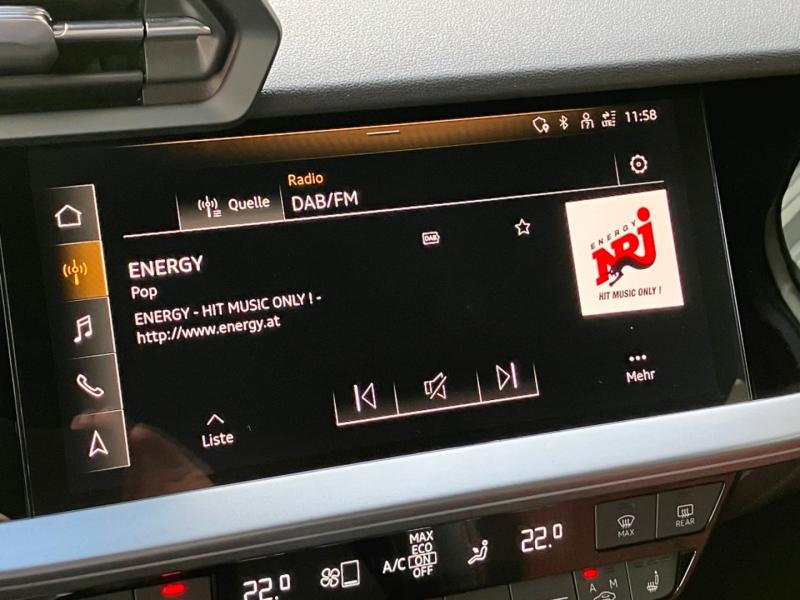 11:58
Radio
Quelle
DAB/FM
DAB
ENERGY
Pop
ENERGY - HIT MUSIC ONLY ! -
http://www.energy.at
ENERGY
NRJ
HIT MUSIC ONLY !
Mehr
Liste
MAX
ECO
A/C ON
OFF
22.0
22.0
MAX
REAR
A M